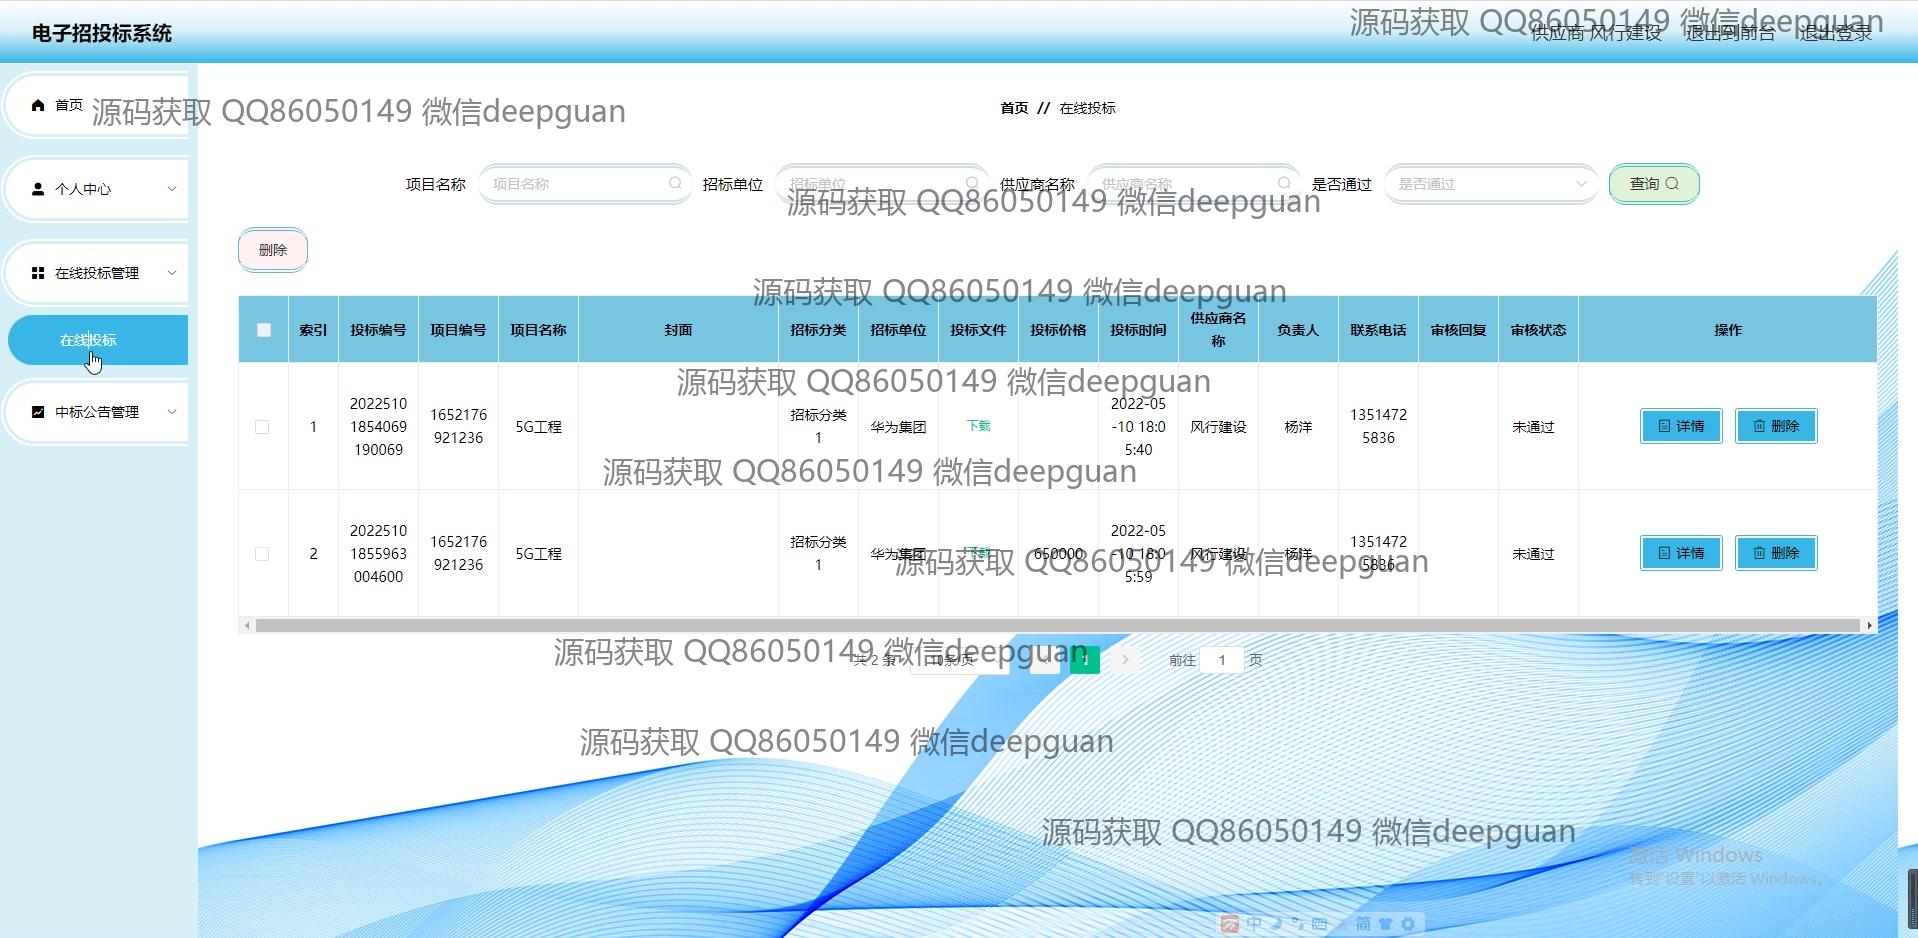 电子招投标系统
源码获取 QQ86050149 微信deepguan
供应商 风行建设 退出到前台 退出登录
首页
源码获取 QQ86050149 微信deepguan
首页 // 在线投标
个人中心
项目名称 项目名称 招标单位 招标单位 供应商名称 供应商名称 是否通过 是否通过 查询
源码获取 QQ86050149 微信deepguan
删除
在线投标管理
源码获取 QQ86050149 微信deepguan
索引 投标编号 项目编号 项目名称 封面 招标分类 招标单位 投标文件 投标价格 投标时间 供应商名称 负责人 联系电话 审核回复 审核状态 操作
在线投标
源码获取 QQ86050149 微信deepguan
中标公告管理
1 20225101854069190069 1652176921236 5G工程 招标分类1 华为集团 下载 2022-05-10 18:05:40 风行建设 杨洋 13514725836 未通过 详情 删除
源码获取 QQ86050149 微信deepguan
2 20225101855963004600 1652176921236 5G工程 招标分类1 华为集团 下载 650000 2022-05-10 18:05:59 风行建设 杨洋 13514725836 未通过 详情 删除
源码获取 QQ86050149 微信deepguan
源码获取 QQ86050149 微信deepguan
共 2 条 10条/页 1 前往 1 页
源码获取 QQ86050149 微信deepguan
源码获取 QQ86050149 微信deepguan
激活 Windows
转到"设置"以激活 Windows。
中 简